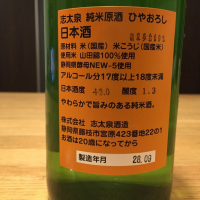 志太泉 純米原酒 ひやおろし
日本酒
原材料 米(国産) 米こうじ(国産米)
使用米 山田錦100%使用
静岡酵母NEW-5使用
アルコール分17度以上18度未満
日本酒度 +3.0 酸度 1.3
やわらかで旨みのある純米酒。
株式会社 志太泉酒造
静岡県藤枝市宮原423番地22の1
お酒は20歳になってから
製造年月 28.09